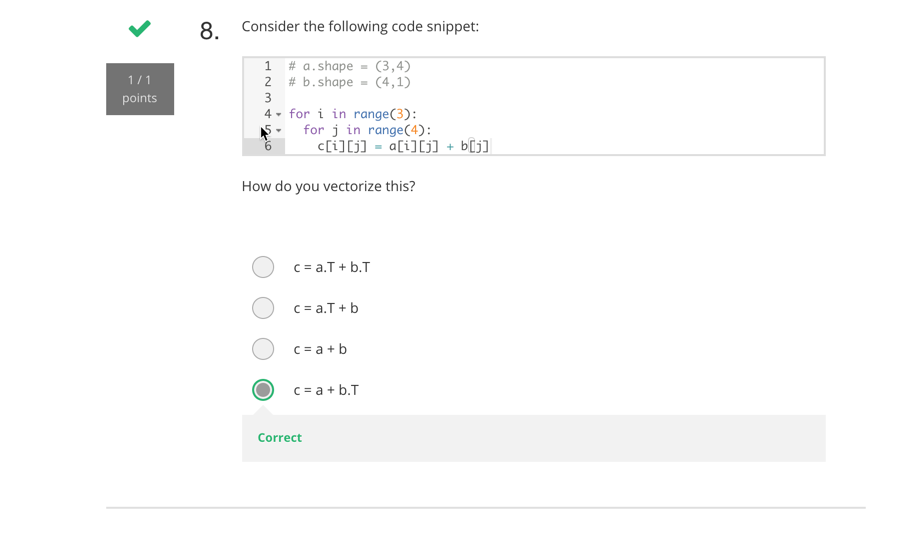 8. Consider the following code snippet:
1 / 1
points
1 # a.shape = (3,4)
2 # b.shape = (4,1)
3
4 for i in range(3):
5 for j in range(4):
6 c[i][j] = a[i][j] + b[j]
How do you vectorize this?
c = a.T + b.T
c = a.T + b
c = a + b
c = a + b.T
Correct